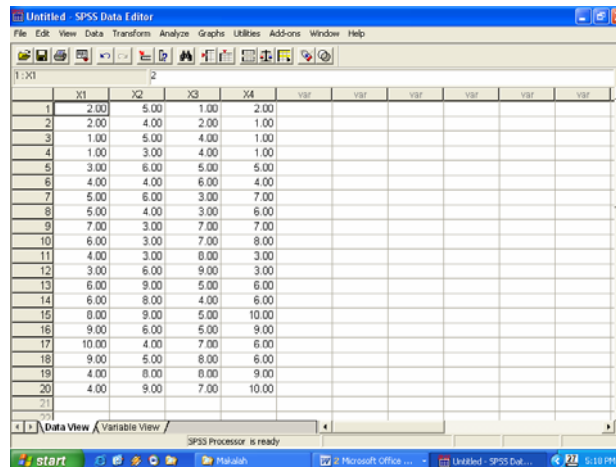 Untitled - SPSS Data Editor
File Edit View Data Transform Analyze Graphs Utilities Add-ons Window Help
1 : X1 2
X1 X2 X3 X4 var var var var var var
1 2.00 5.00 1.00 2.00
2 2.00 4.00 2.00 1.00
3 1.00 5.00 4.00 1.00
4 1.00 3.00 4.00 1.00
5 3.00 6.00 5.00 5.00
6 4.00 4.00 6.00 4.00
7 5.00 6.00 3.00 7.00
8 5.00 4.00 3.00 6.00
9 7.00 3.00 7.00 7.00
10 6.00 3.00 7.00 8.00
11 4.00 3.00 8.00 3.00
12 3.00 6.00 9.00 3.00
13 6.00 9.00 5.00 6.00
14 6.00 8.00 4.00 6.00
15 8.00 9.00 5.00 10.00
16 9.00 6.00 5.00 9.00
17 10.00 4.00 7.00 6.00
18 9.00 5.00 8.00 6.00
19 4.00 8.00 8.00 9.00
20 4.00 9.00 7.00 10.00
21
22
Data View Variable View
SPSS Processor is ready
start Makalah 2 Microsoft Office ... Untitled - SPSS Dat... 27 5:18 PM